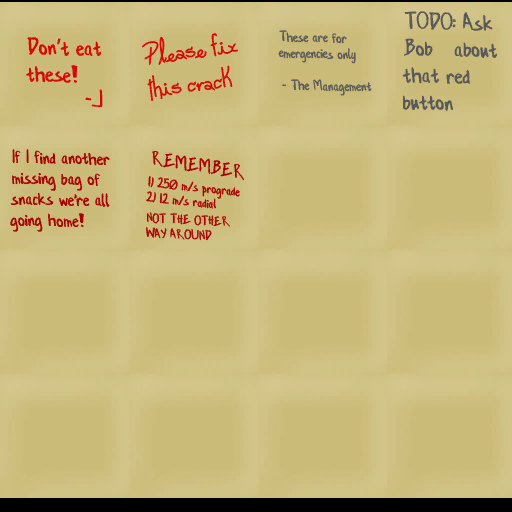 Don't eat
these!
-J
Please fix
this crack
These are for
emergencies only
- The Management
TODO: Ask
Bob about
that red
button
If I find another
missing bag of
snacks we're all
going home!
REMEMBER
1) 250 m/s prograde
2) 12 m/s radial
NOT THE OTHER
WAY AROUND